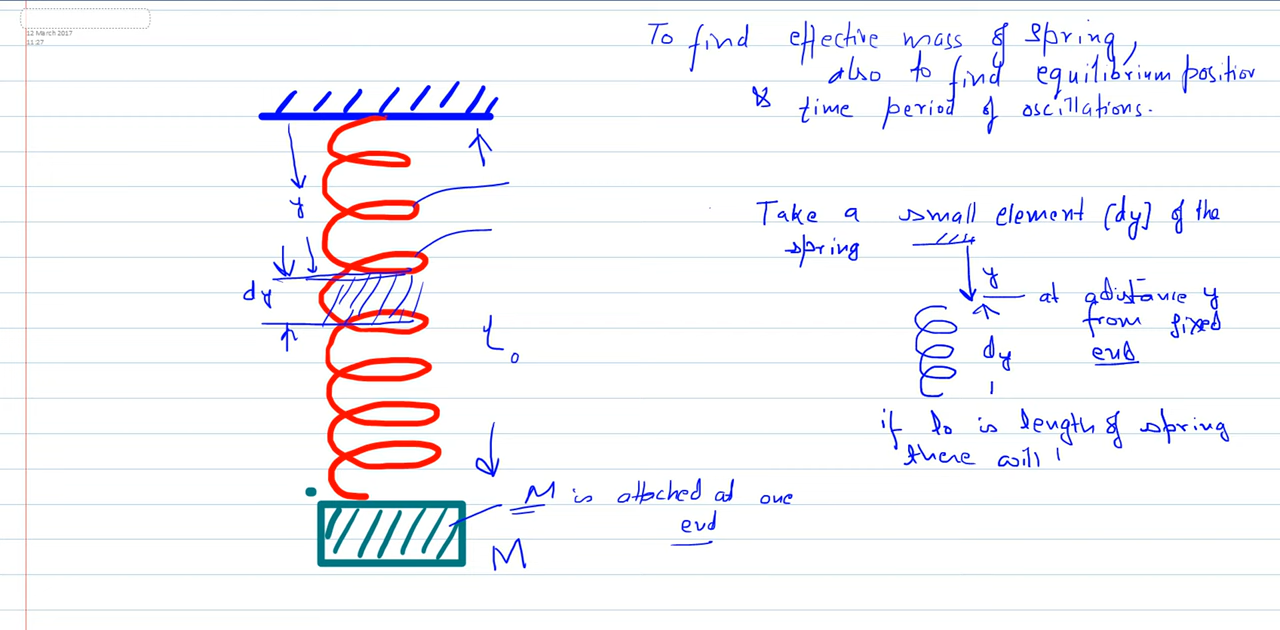 12 March 2017
11:27
To find effective mass of spring,
also to find equilibrium position
& time period of oscillations.
y
dy
l₀
M is attached at one
end
M
Take a small element (dy) of the
spring
y
at a distance y
from fixed
end
dy
if lo is length of spring
there will